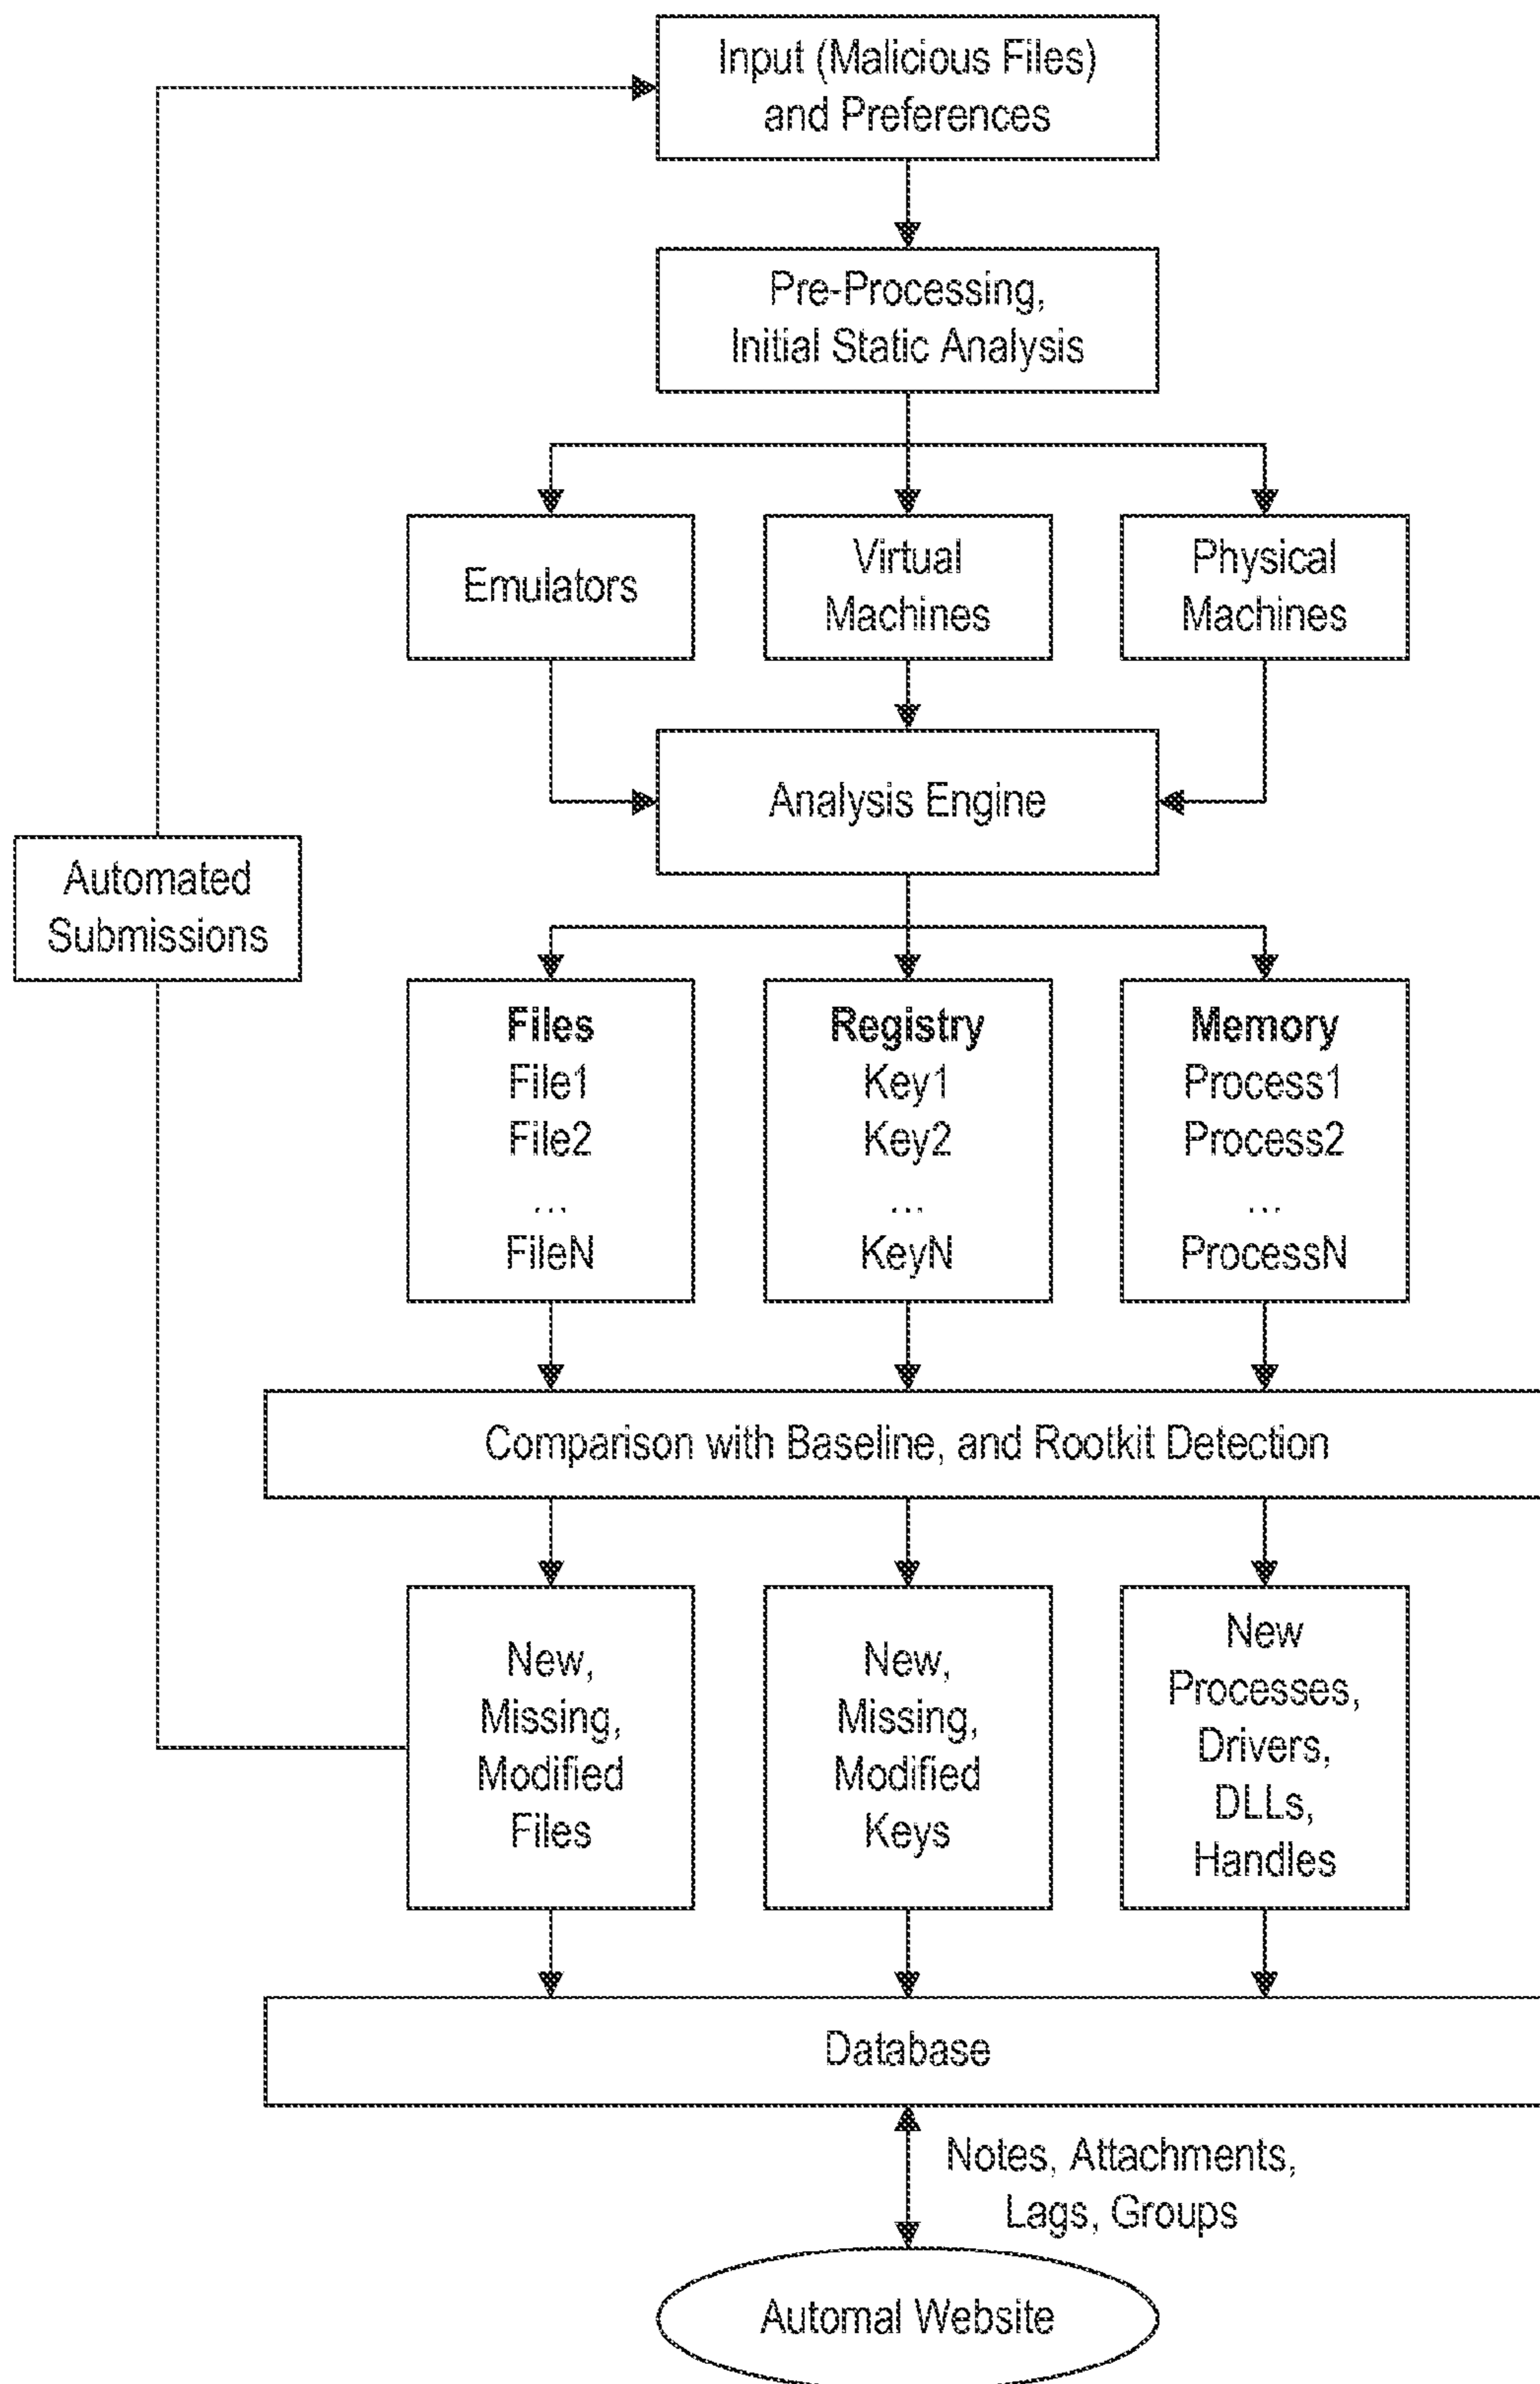 Input (Malicious Files)
and Preferences
Pre-Processing,
Initial Static Analysis
Emulators
Virtual
Machines
Physical
Machines
Analysis Engine
Automated
Submissions
Files
File1
File2
...
FileN
Registry
Key1
Key2
...
KeyN
Memory
Process1
Process2
...
ProcessN
Comparison with Baseline, and Rootkit Detection
New,
Missing,
Modified
Files
New,
Missing,
Modified
Keys
New
Processes,
Drivers,
DLLs,
Handles
Database
Notes, Attachments,
Lags, Groups
Automal Website